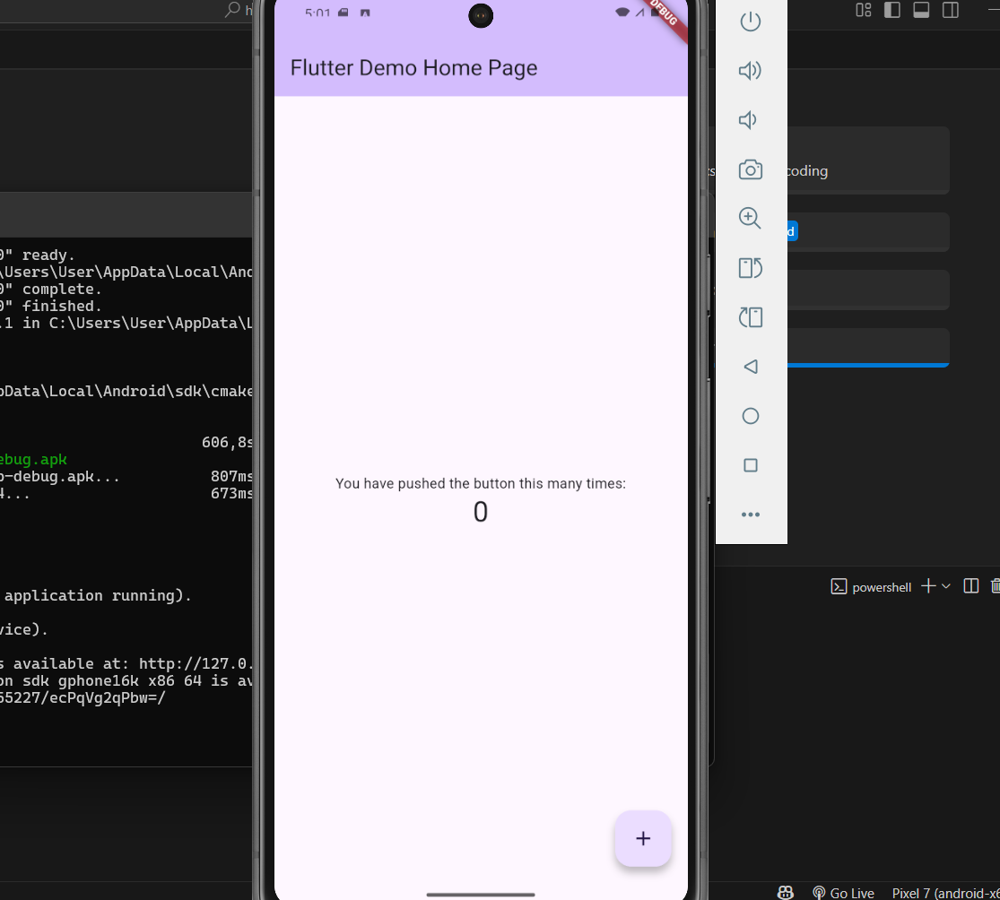 h
5:01
DEBUG
Flutter Demo Home Page
coding
d
0" ready.
\Users\User\AppData\Local\And
0" complete.
0" finished.
.1 in C:\Users\User\AppData\L
pData\Local\Android\sdk\cmake
606,8s
ebug.apk
p-debug.apk... 807ms
4... 673ms
You have pushed the button this many times:
0
application running).
vice).
s available at: http://127.0.
on sdk gphone16k x86 64 is av
55227/ecPqVg2qPbw=/
powershell
+
Go Live
Pixel 7 (android-x6